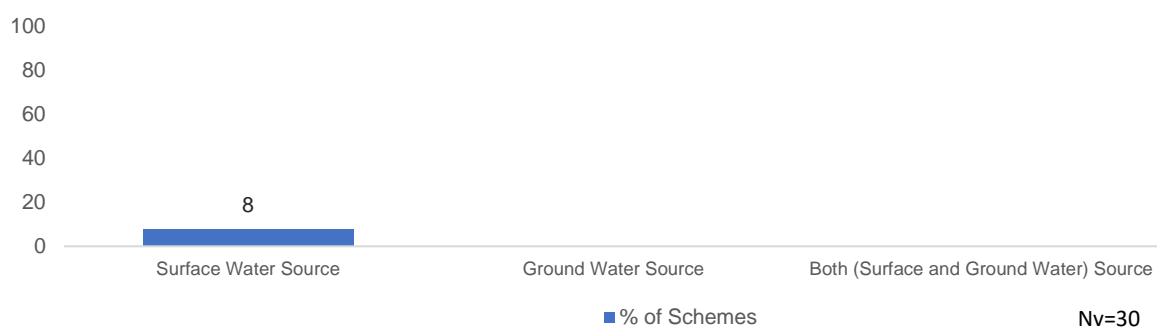 100
80
60
40
20
0
8
Surface Water Source
Ground Water Source
Both (Surface and Ground Water) Source
% of Schemes
Nv=30